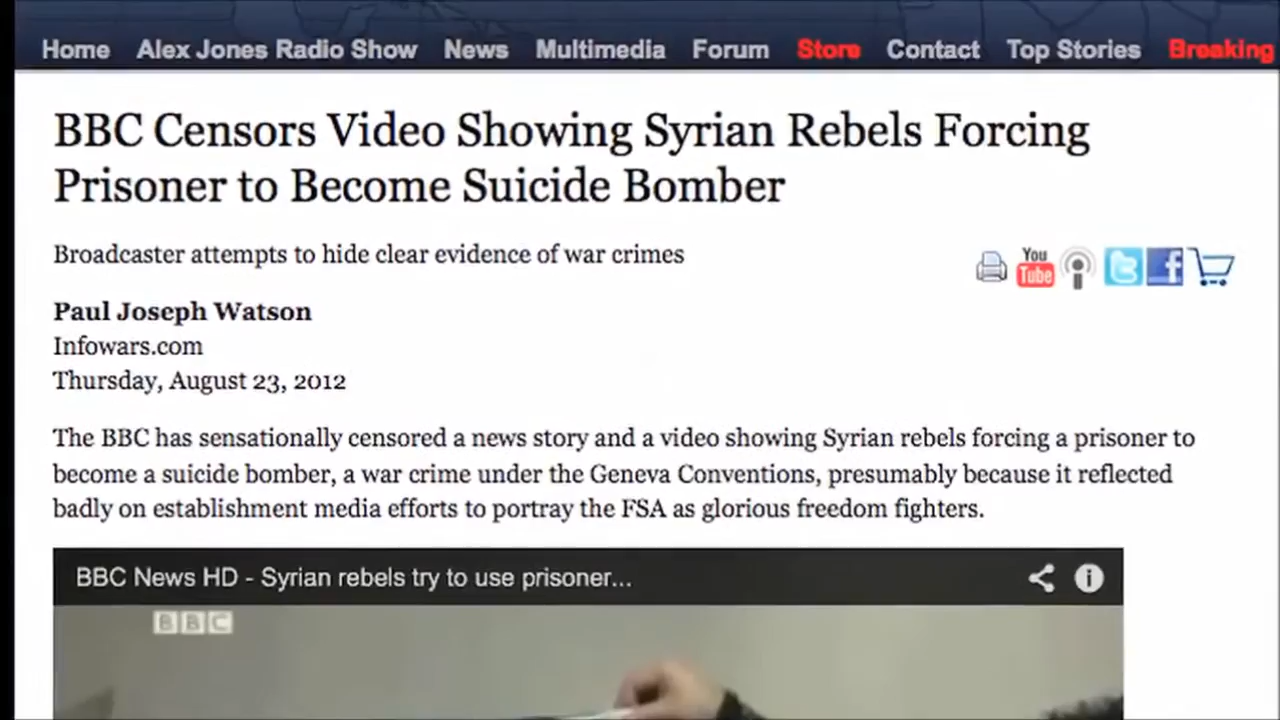 Home Alex Jones Radio Show News Multimedia Forum Store Contact Top Stories Breaking
BBC Censors Video Showing Syrian Rebels Forcing
Prisoner to Become Suicide Bomber
Broadcaster attempts to hide clear evidence of war crimes
You
Tube
Paul Joseph Watson
Infowars.com
Thursday, August 23, 2012
The BBC has sensationally censored a news story and a video showing Syrian rebels forcing a prisoner to
become a suicide bomber, a war crime under the Geneva Conventions, presumably because it reflected
badly on establishment media efforts to portray the FSA as glorious freedom fighters.
BBC News HD - Syrian rebels try to use prisoner...
BBC